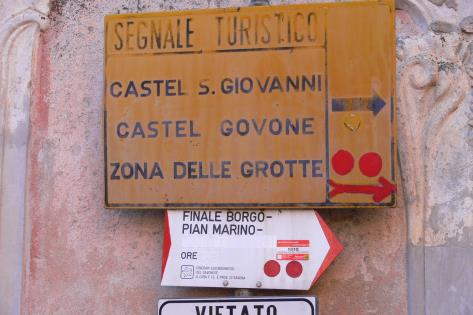 SEGNALE TURISTICO
CASTEL S. GIOVANNI
CASTEL GOVONE
ZONA DELLE GROTTE
FINALE BORGO-
PIAN MARINO-
ORE
VIETATO